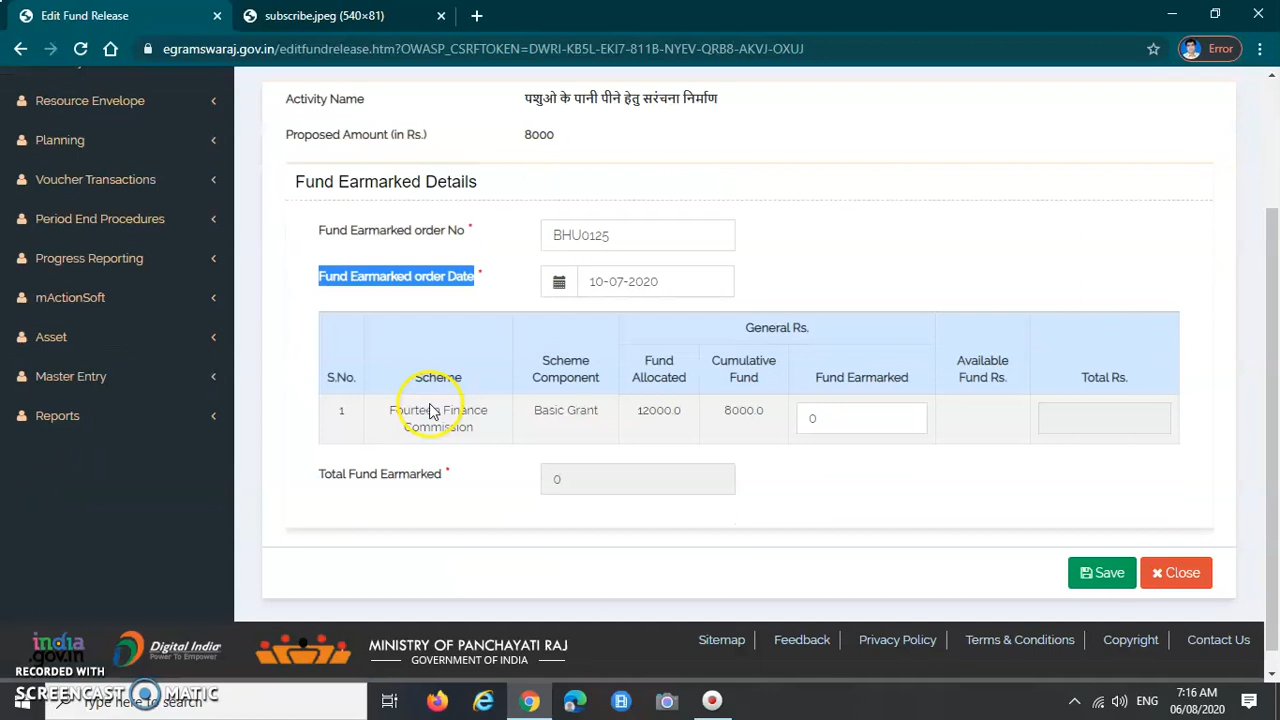 Edit Fund Release
subscribe.jpeg (540×81)
egramswaraj.gov.in/editfundrelease.htm?OWASP_CSRFTOKEN=DWRI-KB5L-EKI7-811B-NYEV-QRB8-AKVJ-OXUJ
Error
Resource Envelope
Planning
Voucher Transactions
Period End Procedures
Progress Reporting
mActionSoft
Asset
Master Entry
Reports
Activity Name पशुओ के पानी पीने हेतु सरंचना निर्माण
Proposed Amount (in Rs.) 8000
Fund Earmarked Details
Fund Earmarked order No * BHU0125
Fund Earmarked order Date * 10-07-2020
General Rs.
S.No. Scheme Scheme Component Fund Allocated Cumulative Fund Fund Earmarked Available Fund Rs. Total Rs.
1 Fourteen Finance Commission Basic Grant 12000.0 8000.0 0
Total Fund Earmarked * 0
Save Close
india.gov.in
Digital India
Power To Empower
MINISTRY OF PANCHAYATI RAJ
GOVERNMENT OF INDIA
Sitemap Feedback Privacy Policy Terms & Conditions Copyright Contact Us
RECORDED WITH
SCREENCAST MATIC
Type here to search
ENG
7:16 AM
06/08/2020